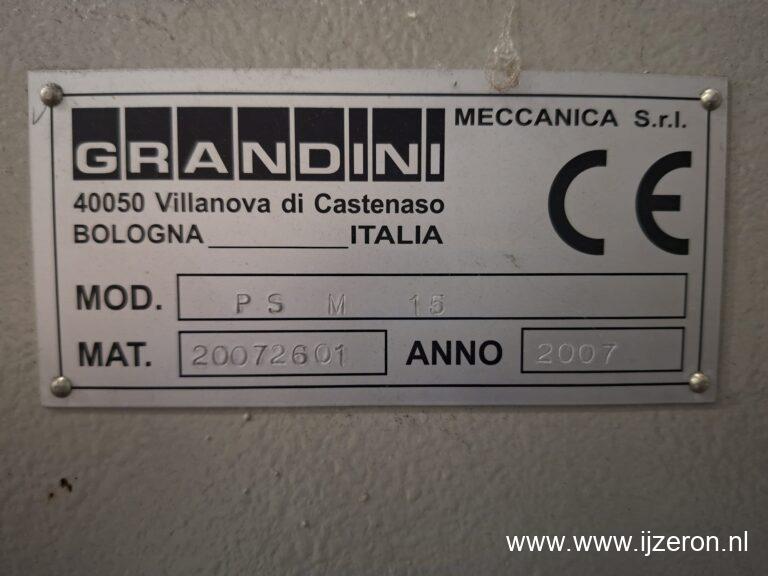 GRANDINI MECCANICA S.r.l.
40050 Villanova di Castenaso
BOLOGNA ITALIA
CE
MOD. PS M 15
MAT. 20072601 ANNO 2007
www.www.ijzeron.nl